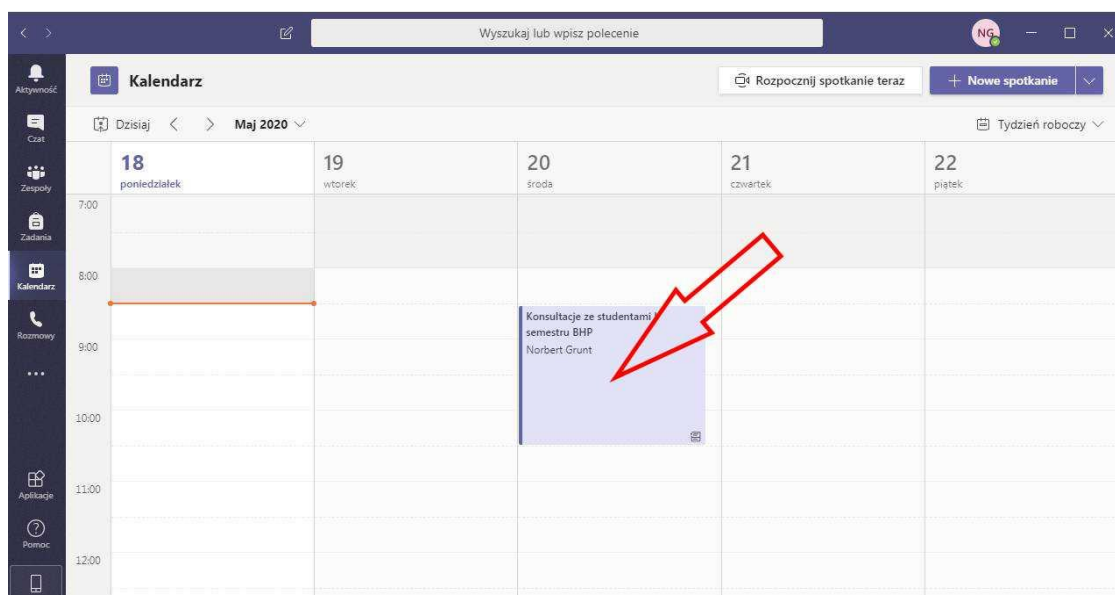 Wyszukaj lub wpisz polecenie
NG
Aktywność
Czat
Zespoły
Zadania
Kalendarz
Rozmowy
Aplikacje
Pomoc
Kalendarz
Rozpocznij spotkanie teraz
+ Nowe spotkanie
Dzisiaj
Maj 2020
Tydzień roboczy
18
poniedziałek
19
wtorek
20
środa
21
czwartek
22
piątek
7:00
8:00
9:00
10:00
11:00
12:00
Konsultacje ze studentami
semestru BHP
Norbert Grunt